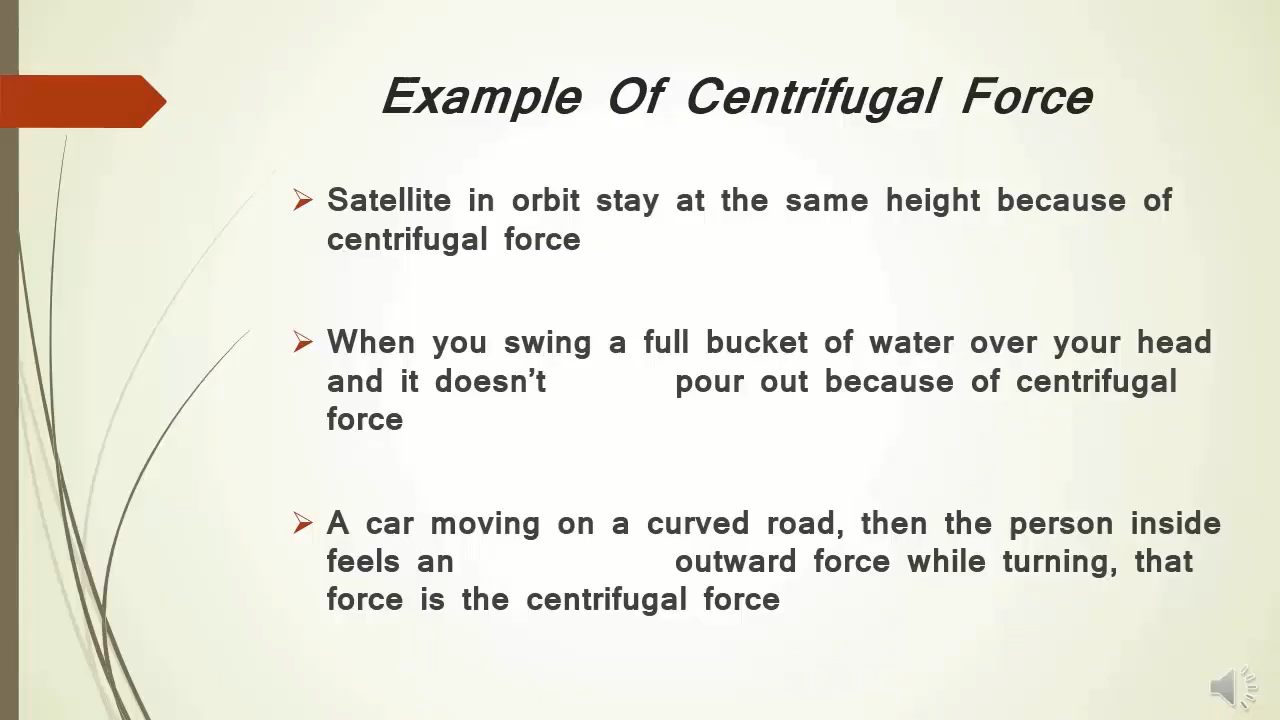 Example Of Centrifugal Force
Satellite in orbit stay at the same height because of
centrifugal force
When you swing a full bucket of water over your head
and it doesn’t pour out because of centrifugal
force
A car moving on a curved road, then the person inside
feels an outward force while turning, that
force is the centrifugal force